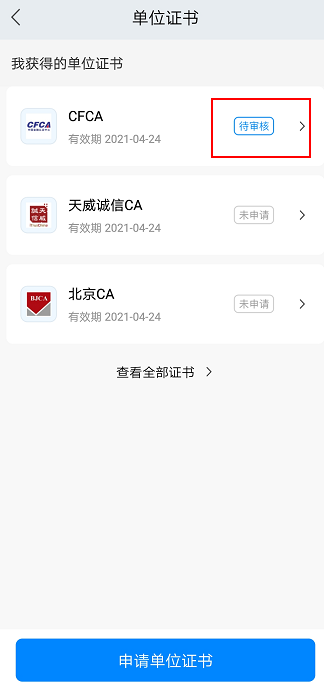 单位证书
我获得的单位证书
CFCA
CFCA
有效期 2021-04-24
待审核
天威诚信CA
有效期 2021-04-24
未申请
BJCA
北京CA
有效期 2021-04-24
未申请
查看全部证书
申请单位证书